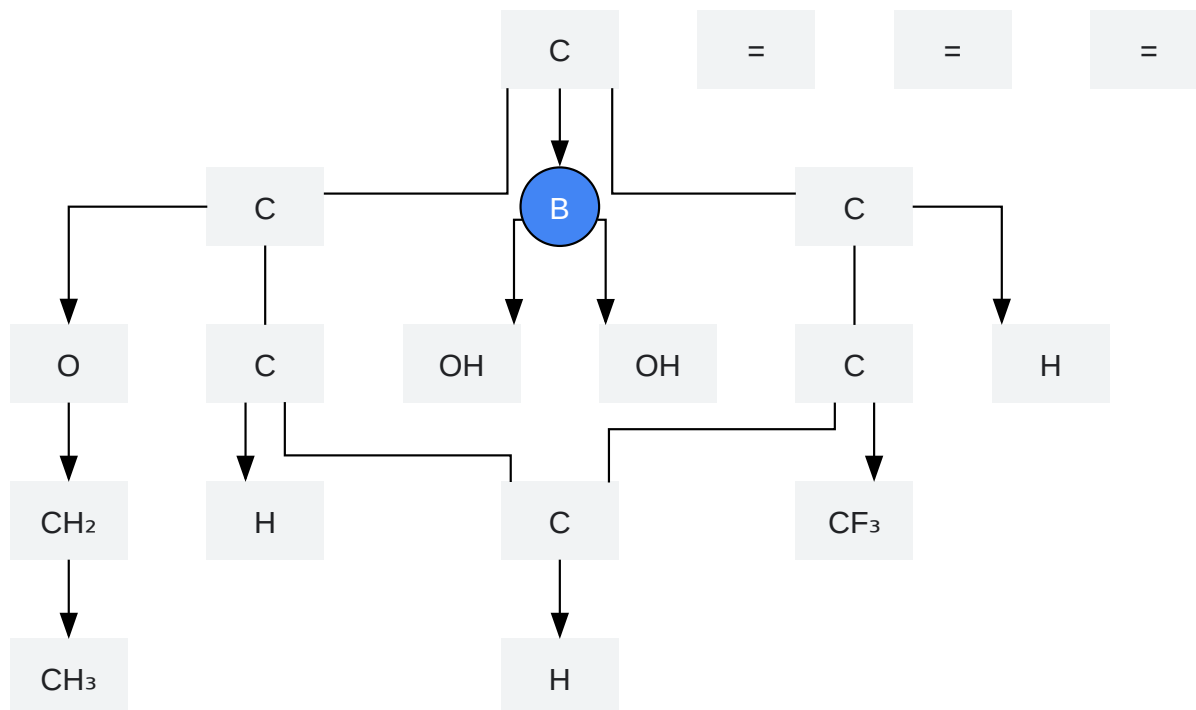 C = = =
C B C
O C OH OH C H
CH₂ H C CF₃
CH₃ H